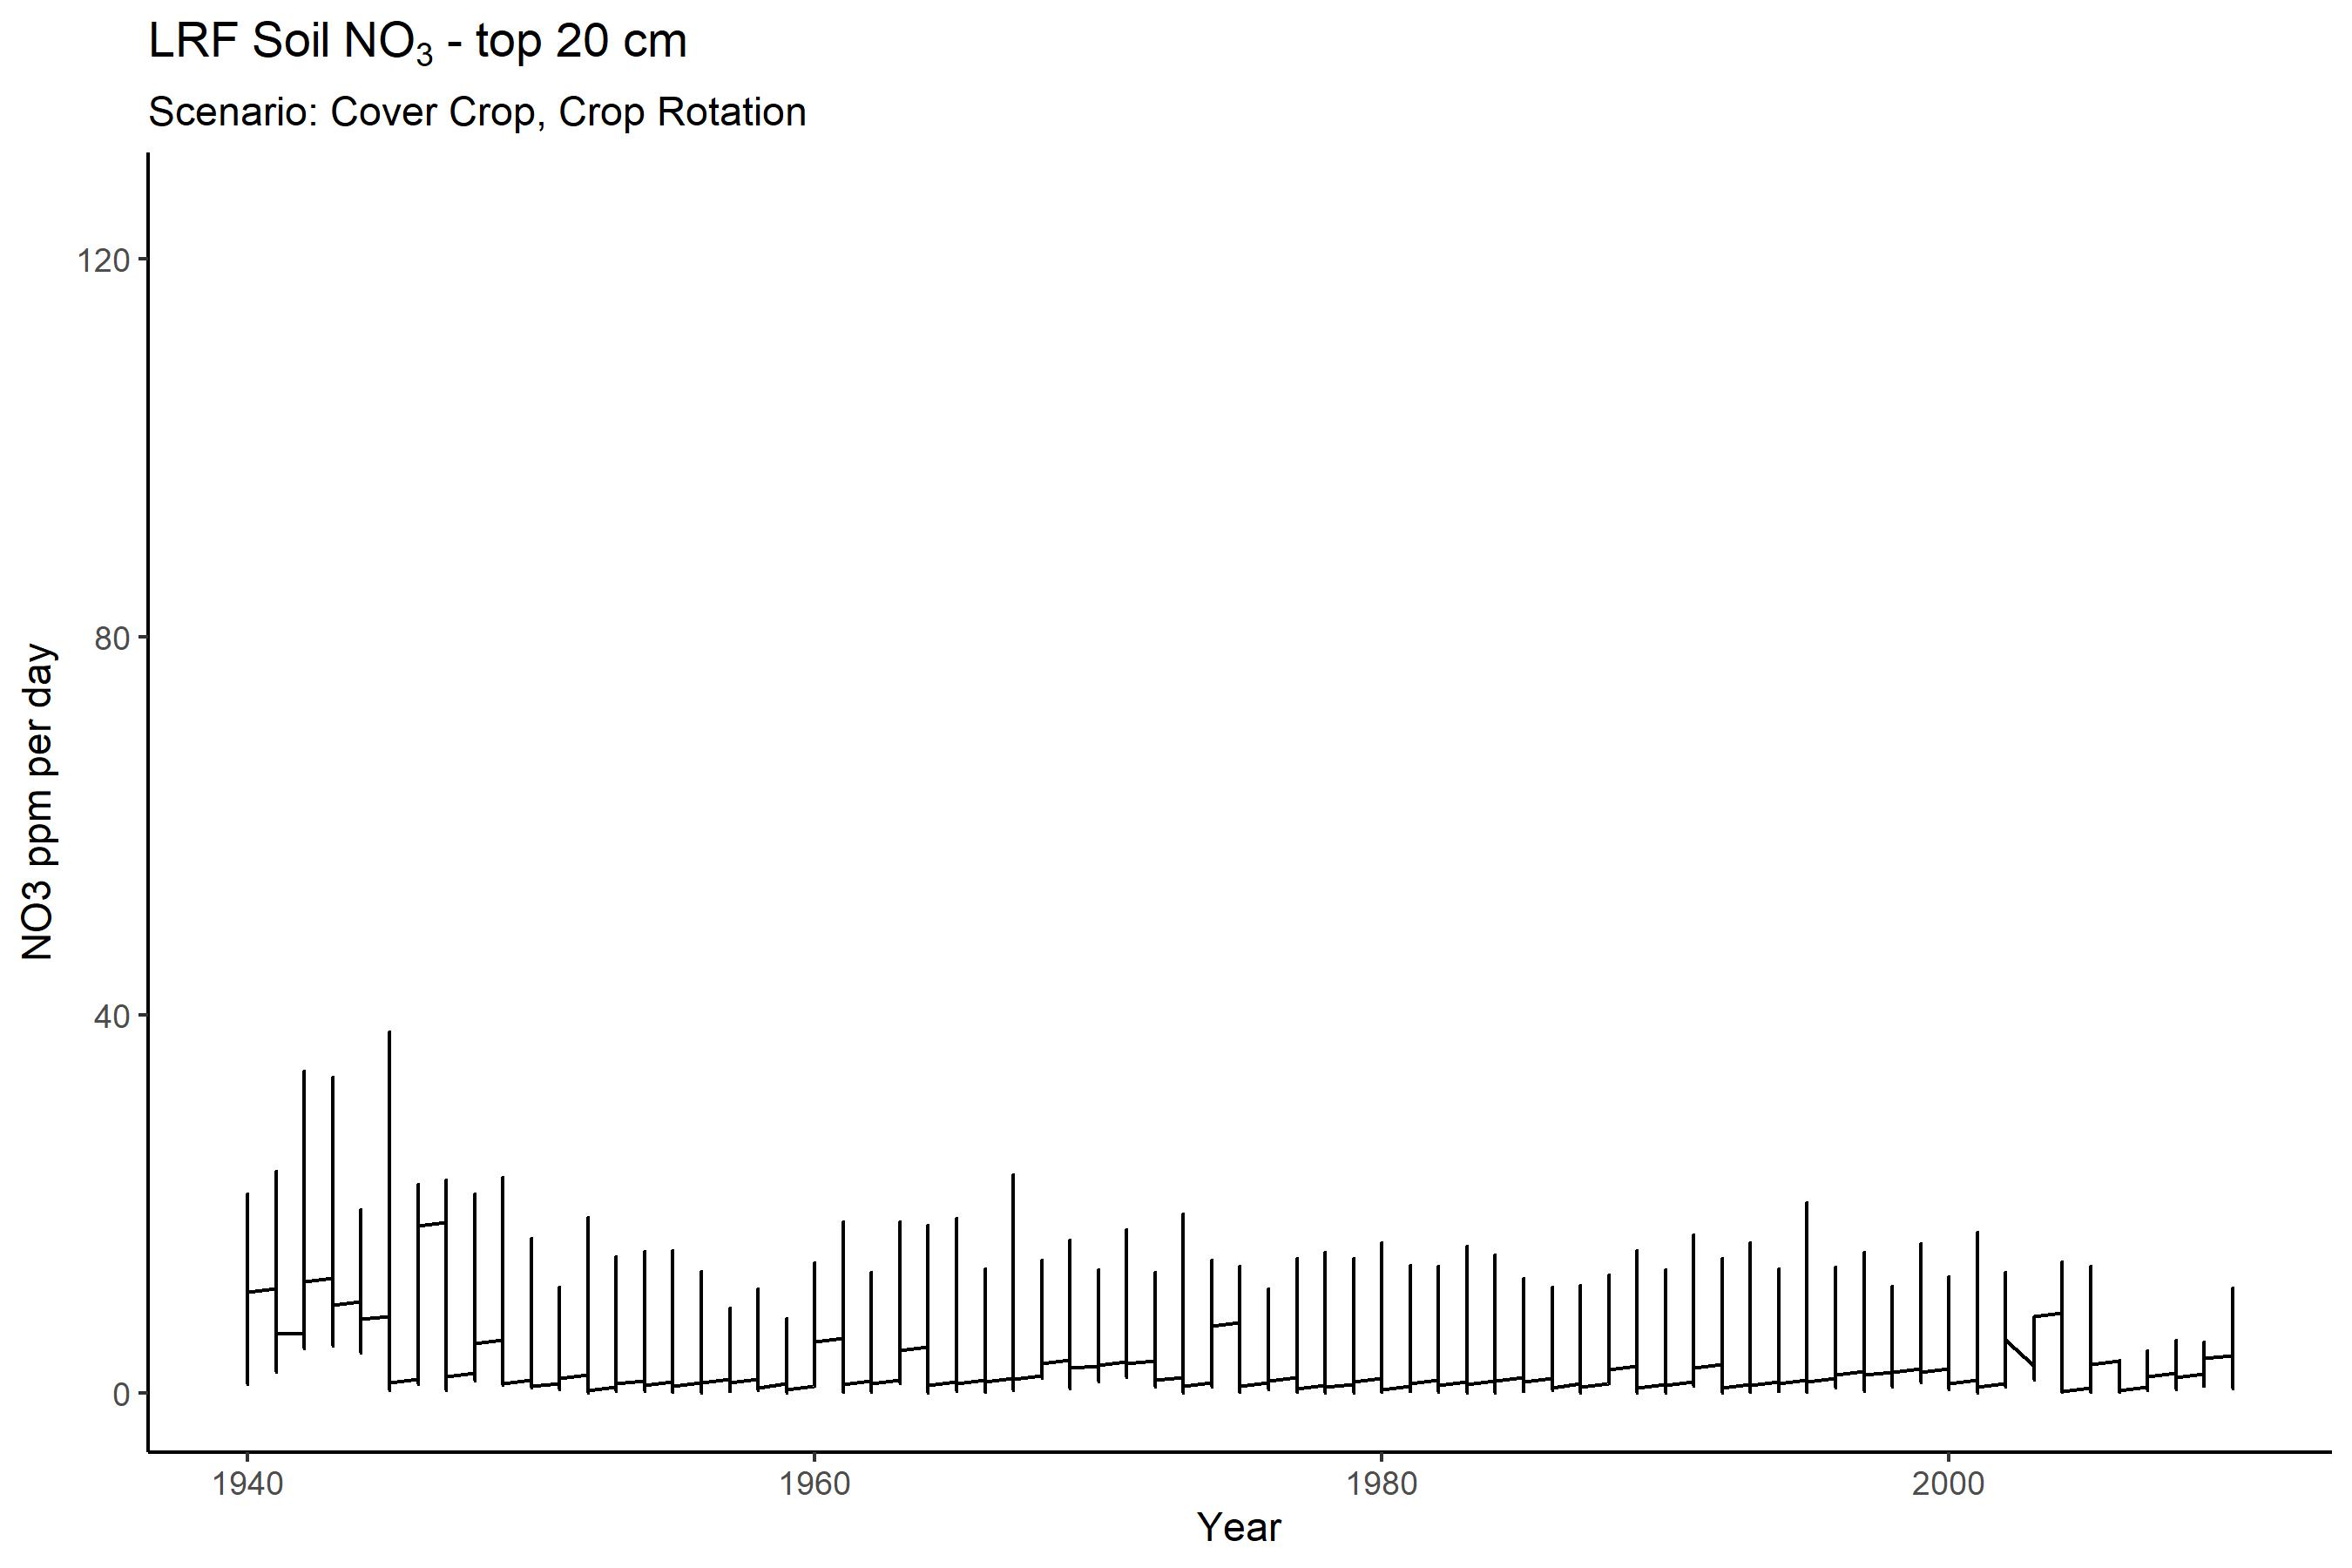 LRF Soil NO₃ - top 20 cm
Scenario: Cover Crop, Crop Rotation
NO3 ppm per day
120
80
40
0
1940 1960 1980 2000
Year